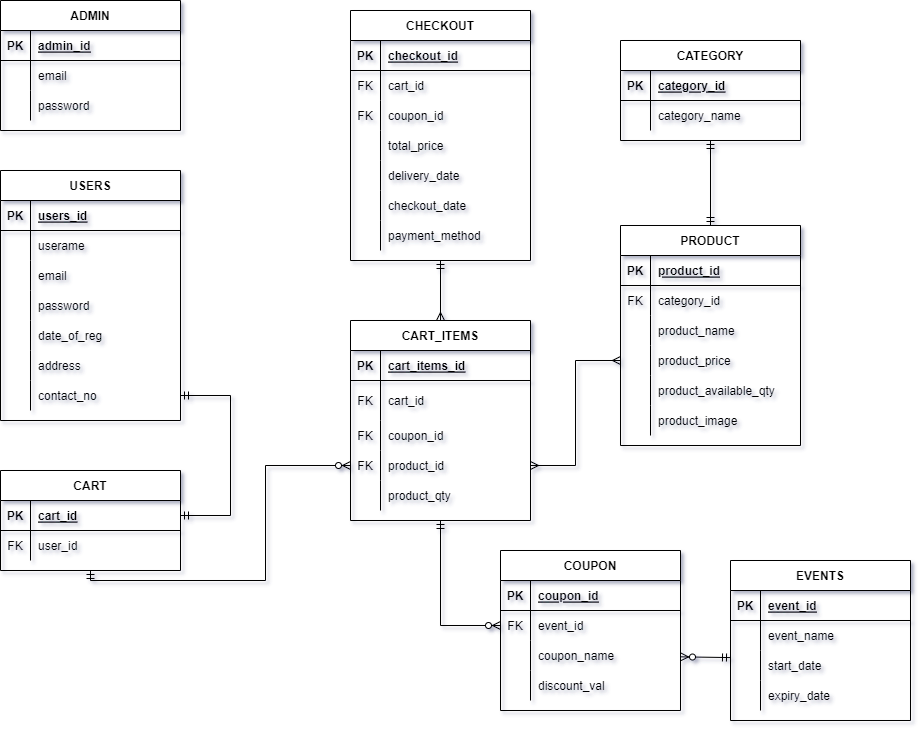 ADMIN
PK admin_id
email
password
USERS
PK users_id
userame
email
password
date_of_reg
address
contact_no
CART
PK cart_id
FK user_id
CHECKOUT
PK checkout_id
FK cart_id
FK coupon_id
total_price
delivery_date
checkout_date
payment_method
CART_ITEMS
PK cart_items_id
FK cart_id
FK coupon_id
FK product_id
product_qty
CATEGORY
PK category_id
category_name
PRODUCT
PK product_id
FK category_id
product_name
product_price
product_available_qty
product_image
COUPON
PK coupon_id
FK event_id
coupon_name
discount_val
EVENTS
PK event_id
event_name
start_date
expiry_date